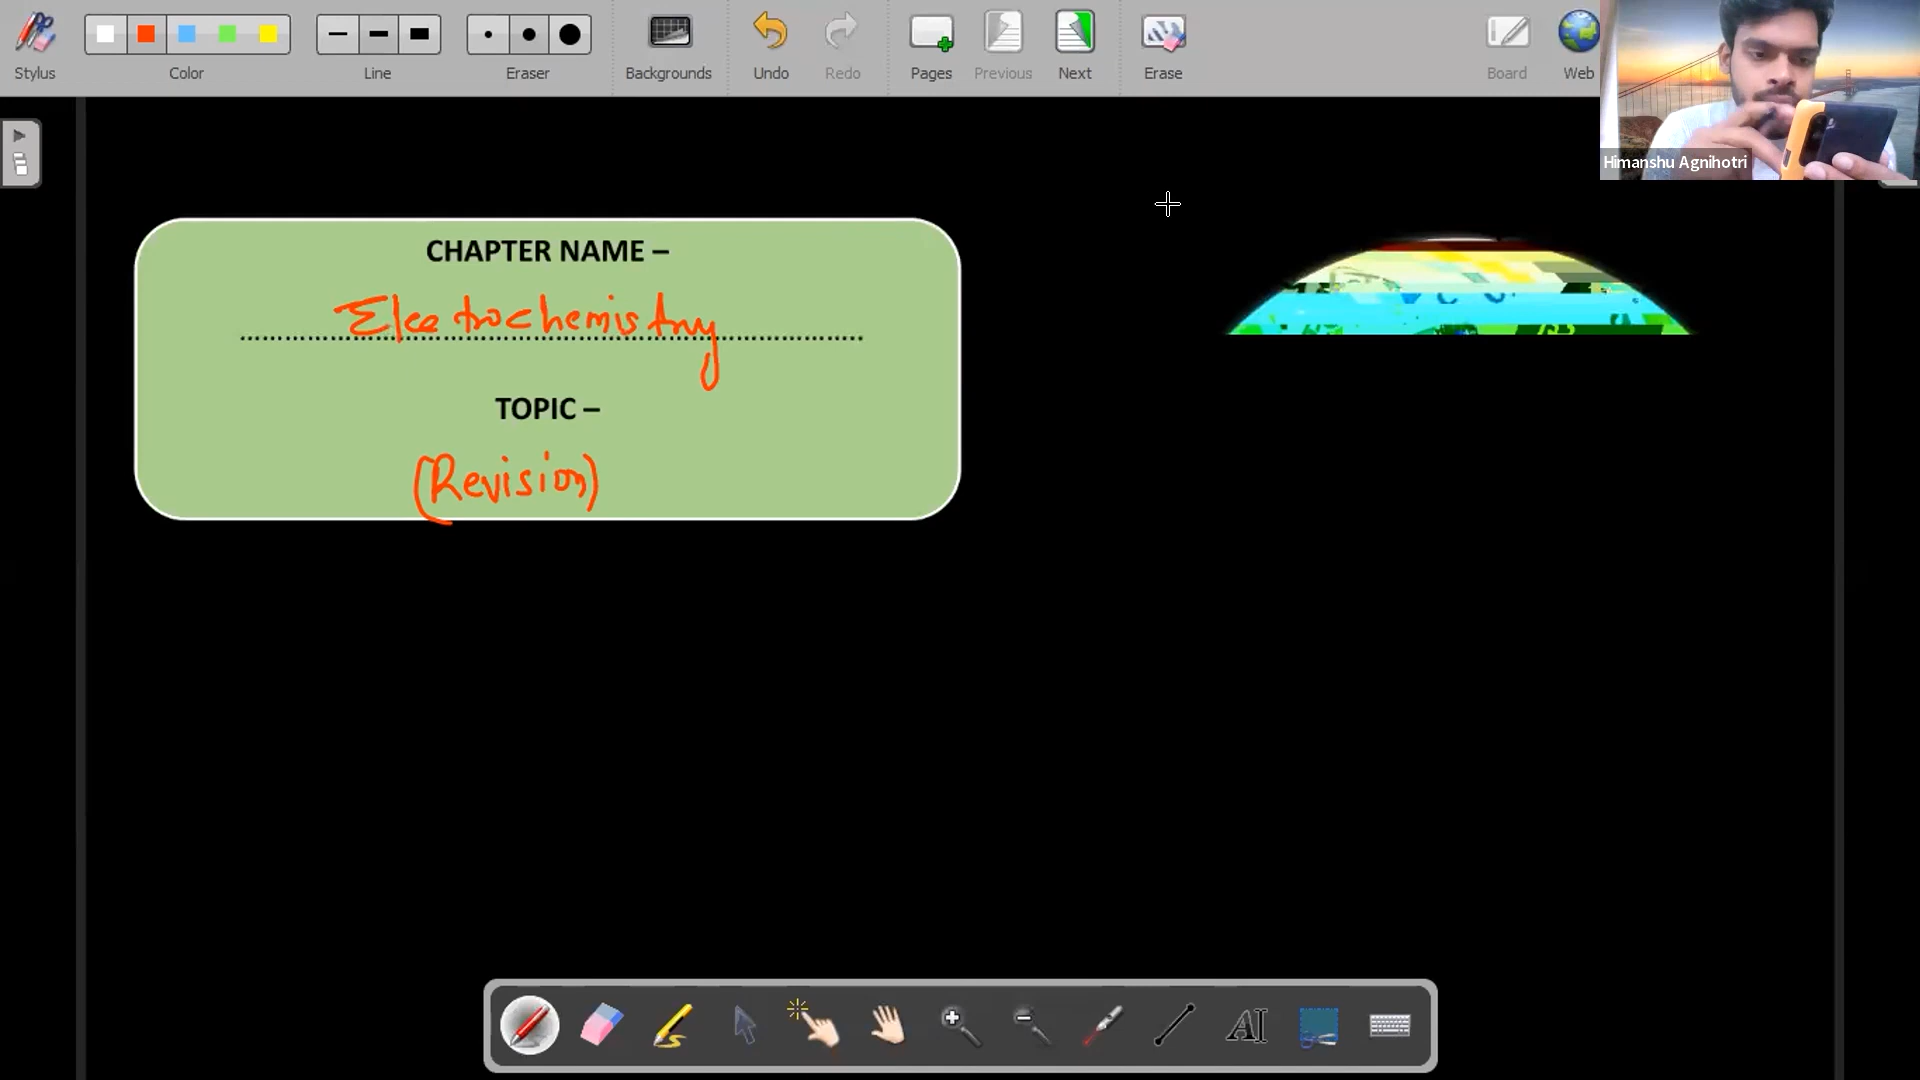 Stylus
Color
Line
Eraser
Backgrounds
Undo
Redo
Pages
Previous
Next
Erase
Board
Web
Himanshu Agnihotri
CHAPTER NAME –
Electrochemistry
TOPIC –
(Revision)
AI